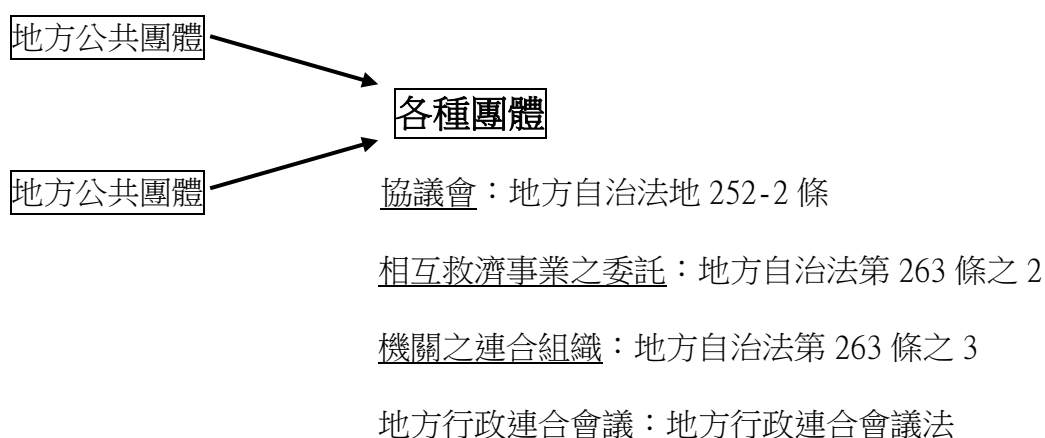 地方公共團體
各種團體
地方公共團體
協議會：地方自治法地 252-2 條
相互救濟事業之委託：地方自治法第 263 條之 2
機關之連合組織：地方自治法第 263 條之 3
地方行政連合會議：地方行政連合會議法